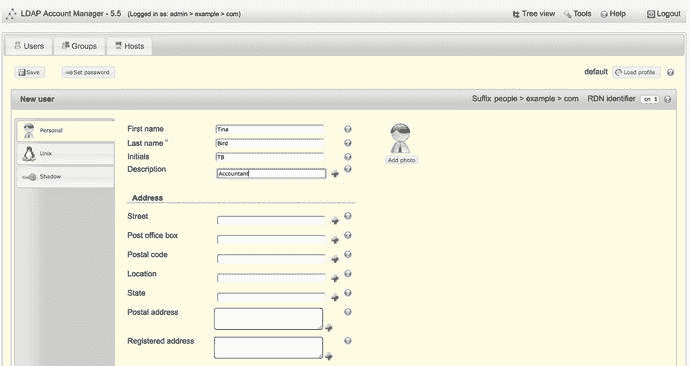 LDAP Account Manager - 5.5 (Logged in as: admin > example > com) Tree view Tools Help Logout
Users Groups Hosts
Save Set password default Load profile
New user Suffix people > example > com RDN identifier cn
Personal
Unix
Shadow
First name Tina
Last name * Bird
Initials TB
Description Accountant
Add photo
Address
Street
Post office box
Postal code
Location
State
Postal address
Registered address